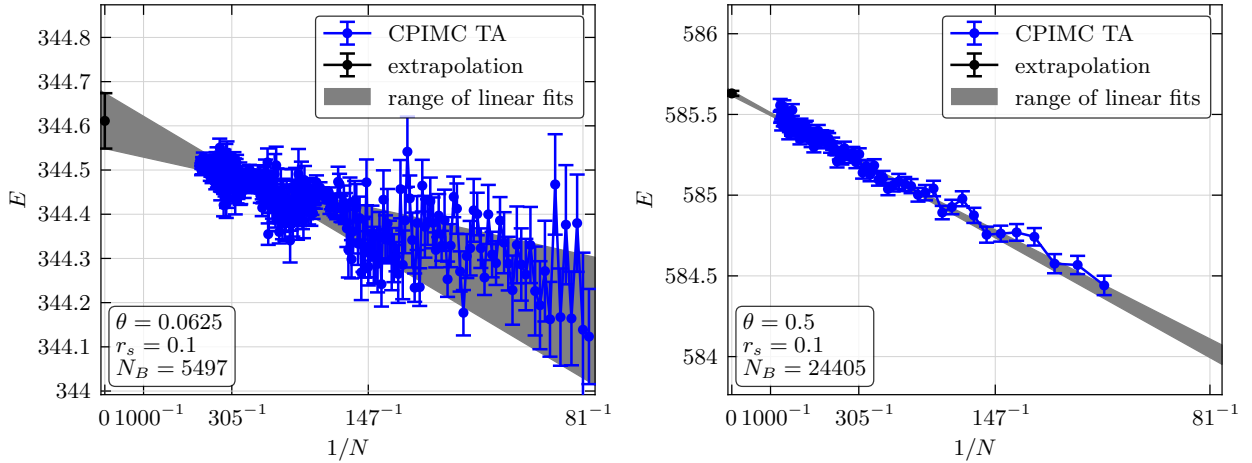 344.8
344.7
344.6
344.5
344.4
344.3
344.2
344.1
344
E
CPIMC TA
extrapolation
range of linear fits
θ = 0.0625
r_s = 0.1
N_B = 5497
0 1000⁻¹ 305⁻¹ 147⁻¹ 81⁻¹
1/N
586
585.5
585
584.5
584
E
CPIMC TA
extrapolation
range of linear fits
θ = 0.5
r_s = 0.1
N_B = 24405
0 1000⁻¹ 305⁻¹ 147⁻¹ 81⁻¹
1/N